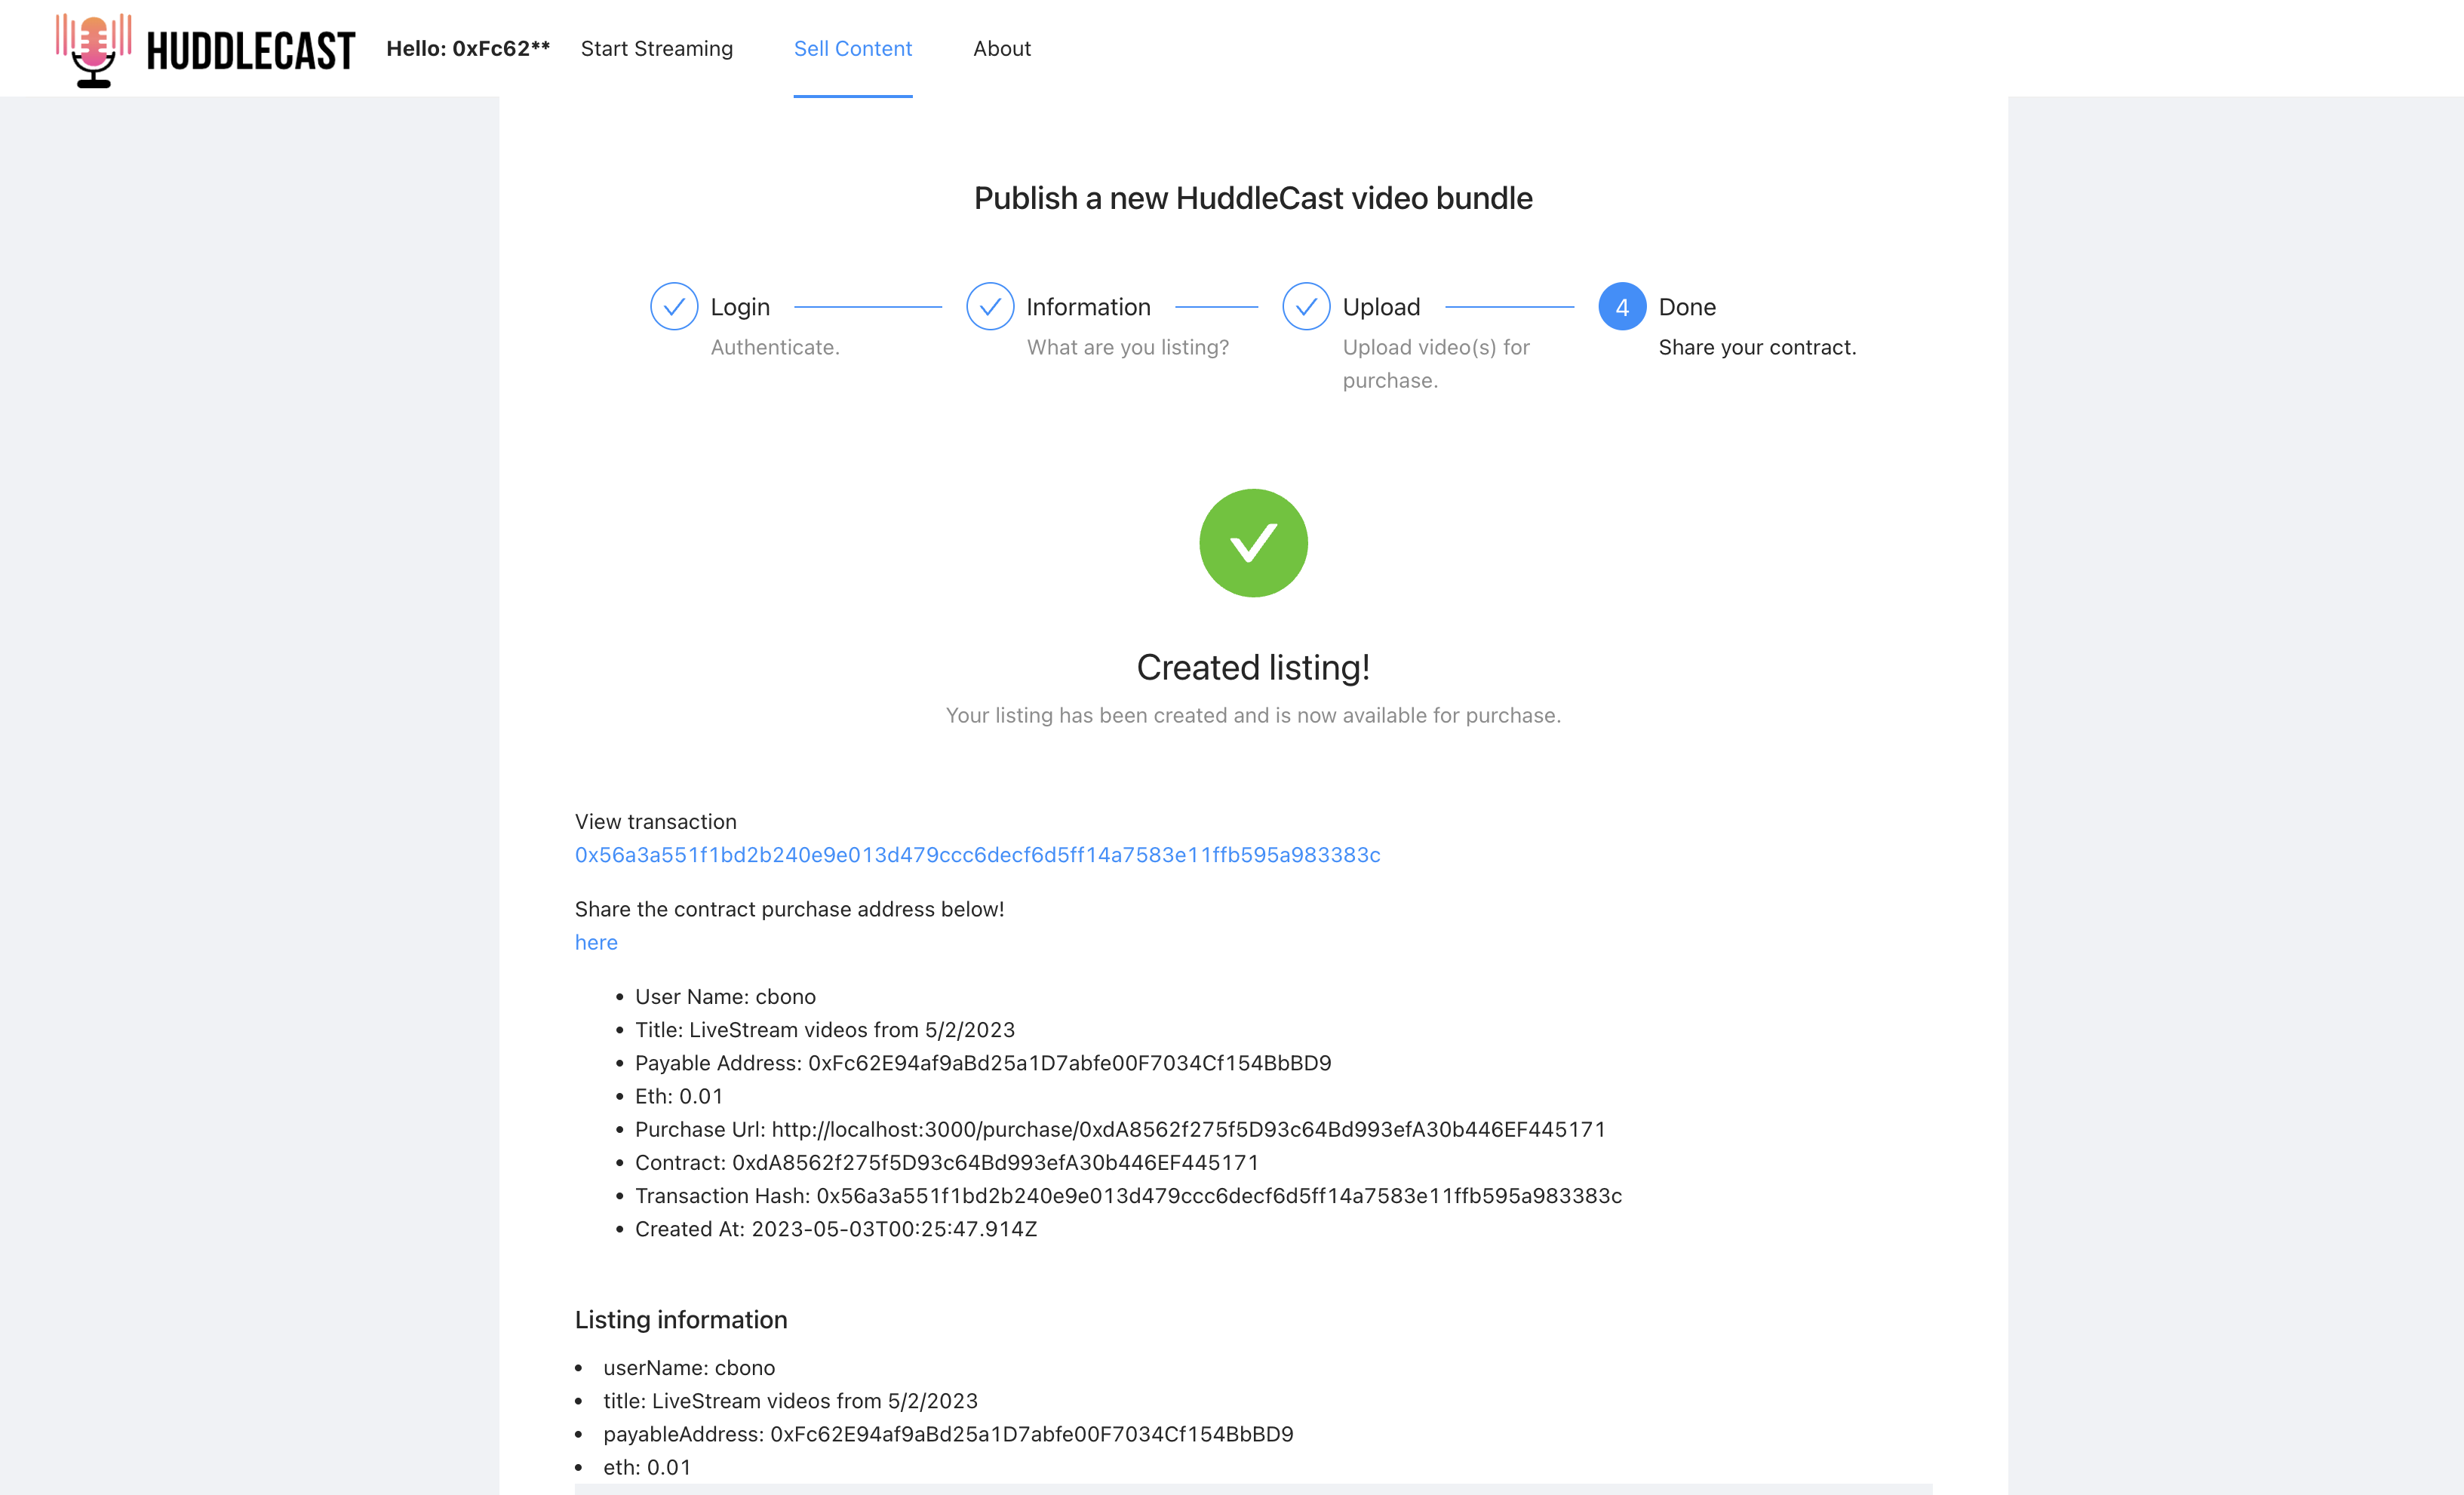 HUDDLECAST
Hello: 0xFc62** Start Streaming Sell Content About
Publish a new HuddleCast video bundle
Login
Authenticate.
Information
What are you listing?
Upload
Upload video(s) for
purchase.
4 Done
Share your contract.
Created listing!
Your listing has been created and is now available for purchase.
View transaction
0x56a3a551f1bd2b240e9e013d479ccc6decf6d5ff14a7583e11ffb595a983383c
Share the contract purchase address below!
here
• User Name: cbono
• Title: LiveStream videos from 5/2/2023
• Payable Address: 0xFc62E94af9aBd25a1D7abfe00F7034Cf154BbBD9
• Eth: 0.01
• Purchase Url: http://localhost:3000/purchase/0xdA8562f275f5D93c64Bd993efA30b446EF445171
• Contract: 0xdA8562f275f5D93c64Bd993efA30b446EF445171
• Transaction Hash: 0x56a3a551f1bd2b240e9e013d479ccc6decf6d5ff14a7583e11ffb595a983383c
• Created At: 2023-05-03T00:25:47.914Z
Listing information
• userName: cbono
• title: LiveStream videos from 5/2/2023
• payableAddress: 0xFc62E94af9aBd25a1D7abfe00F7034Cf154BbBD9
• eth: 0.01